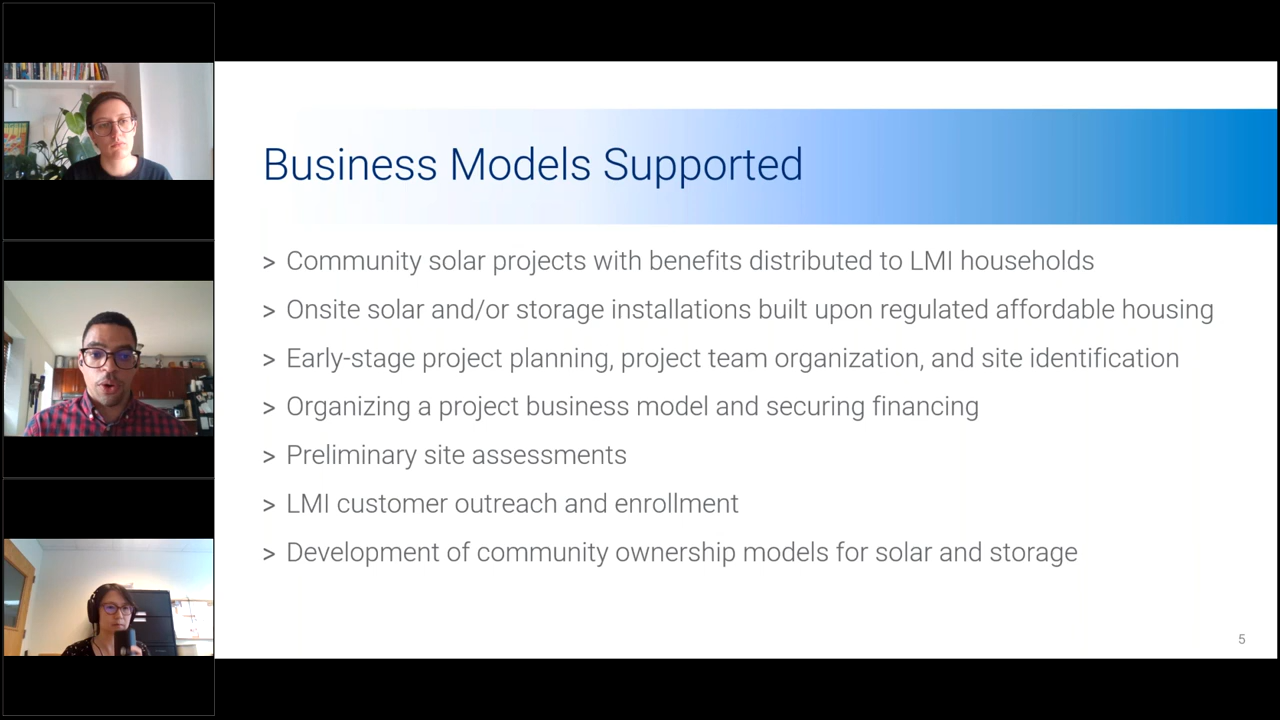 Business Models Supported
> Community solar projects with benefits distributed to LMI households
> Onsite solar and/or storage installations built upon regulated affordable housing
> Early-stage project planning, project team organization, and site identification
> Organizing a project business model and securing financing
> Preliminary site assessments
> LMI customer outreach and enrollment
> Development of community ownership models for solar and storage
5